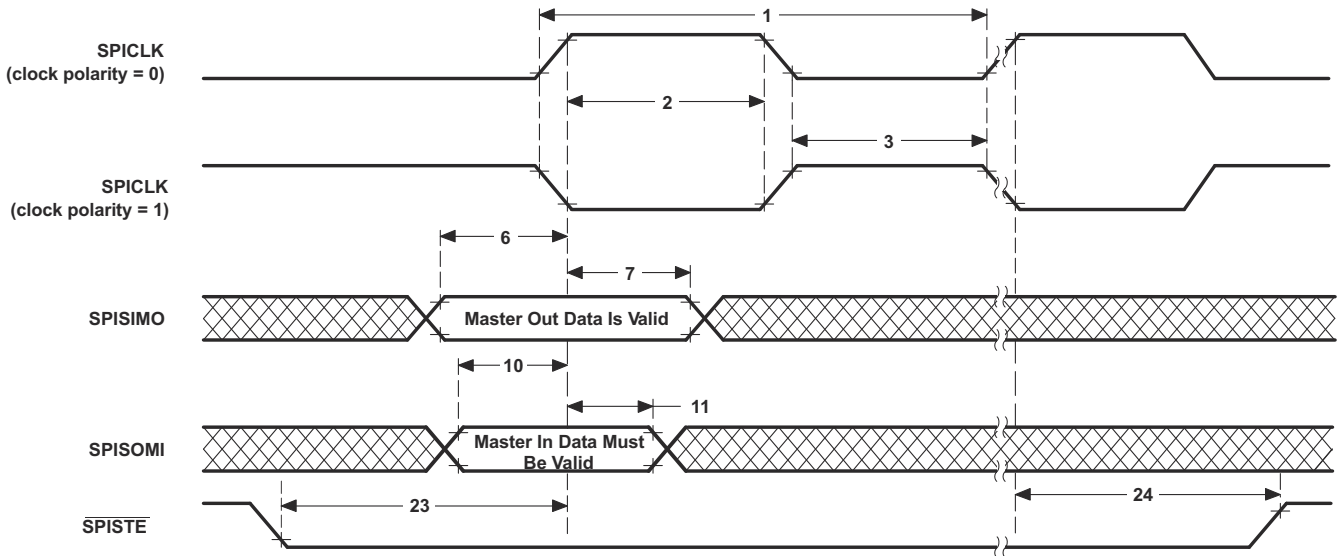 1
SPICLK
(clock polarity = 0)
2
3
SPICLK
(clock polarity = 1)
6
7
SPISIMO
Master Out Data Is Valid
10
11
SPISOMI
Master In Data Must
Be Valid
23
24
SPISTE